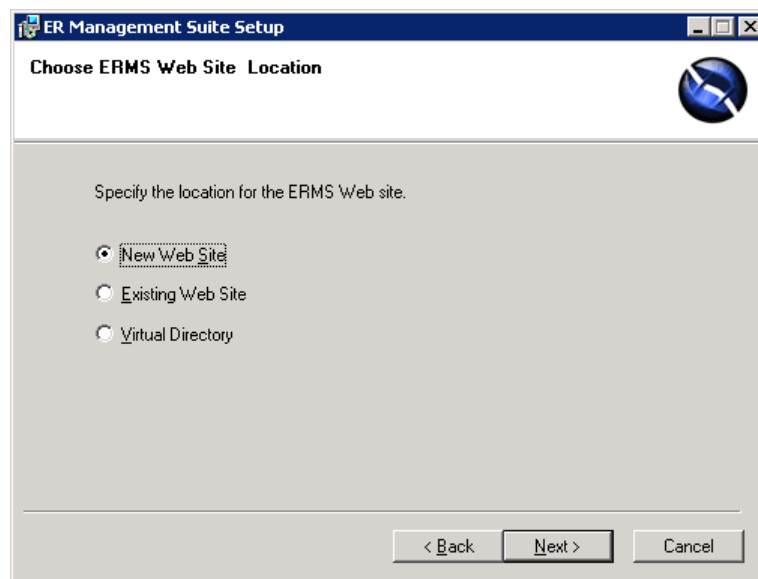 ER Management Suite Setup
Choose ERMS Web Site Location
Specify the location for the ERMS Web site.
New Web Site
Existing Web Site
Virtual Directory
< Back Next > Cancel